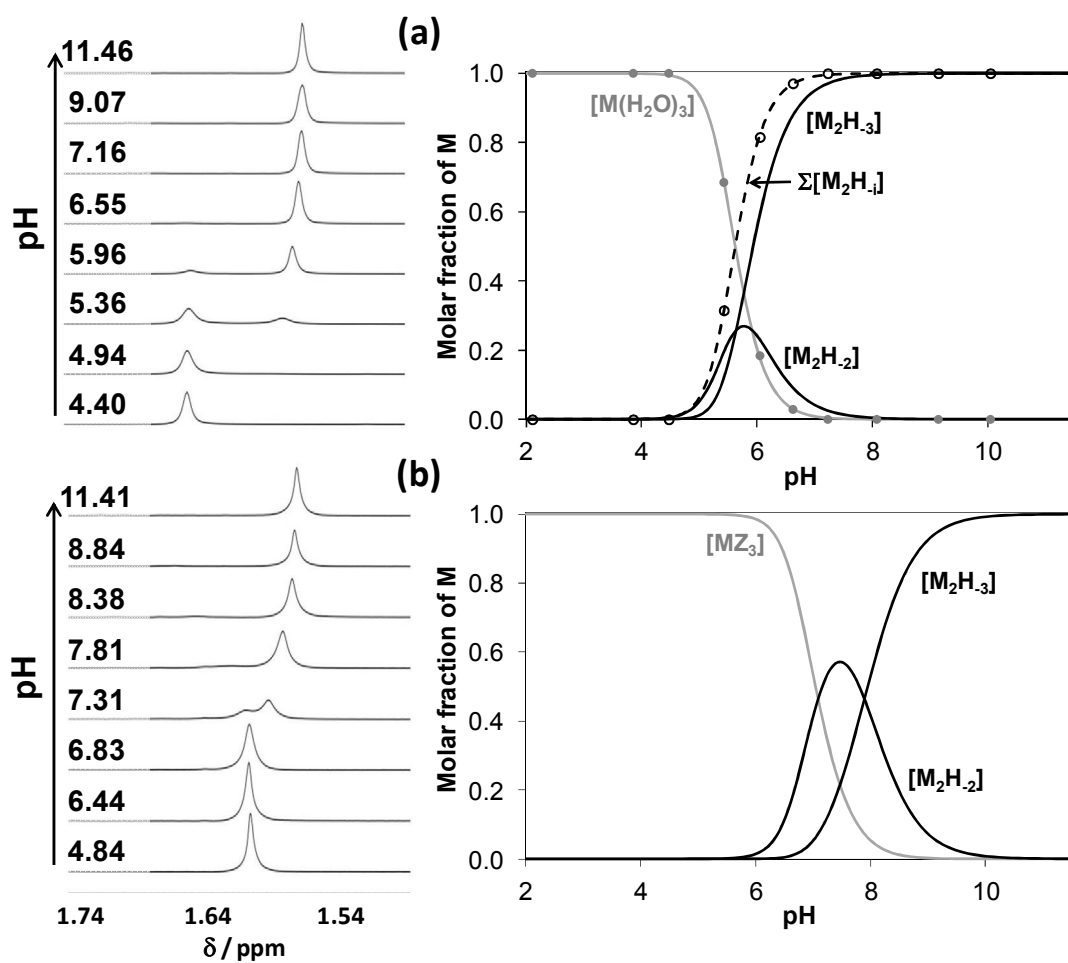 (a)
pH
11.46
9.07
7.16
6.55
5.96
5.36
4.94
4.40
Molar fraction of M
1.0
0.8
0.6
0.4
0.2
0.0
[M(H₂O)₃]
[M₂H₋₃]
Σ[M₂H₋ᵢ]
[M₂H₋₂]
2 4 6 8 10
pH
(b)
pH
11.41
8.84
8.38
7.81
7.31
6.83
6.44
4.84
1.74 1.64 1.54
δ / ppm
Molar fraction of M
1.0
0.8
0.6
0.4
0.2
0.0
[MZ₃]
[M₂H₋₃]
[M₂H₋₂]
2 4 6 8 10
pH